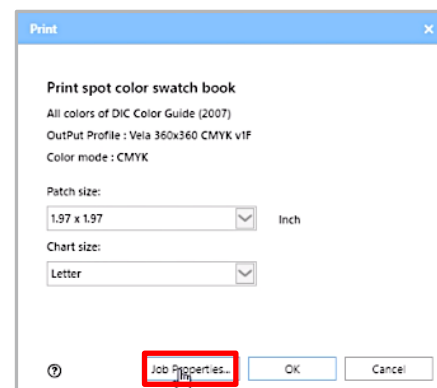 Print
Print spot color swatch book
All colors of DIC Color Guide (2007)
OutPut Profile : Vela 360x360 CMYK v1F
Color mode : CMYK
Patch size:
1.97 x 1.97 Inch
Chart size:
Letter
Job Properties... OK Cancel